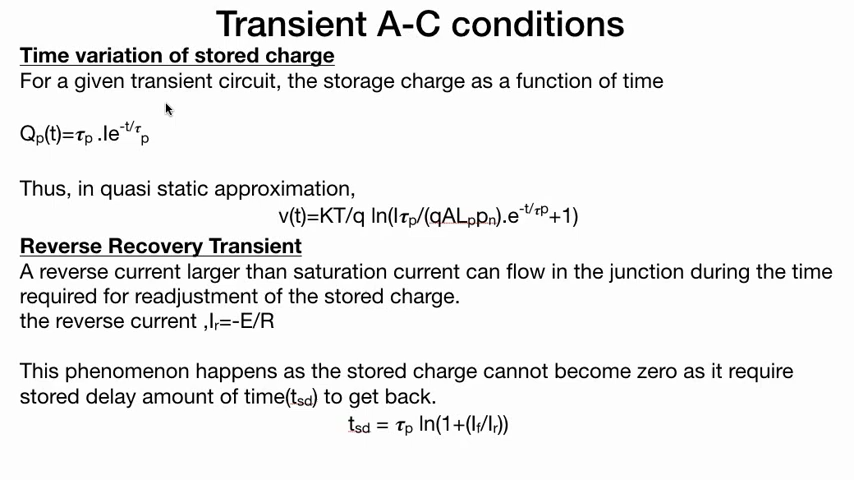 Transient A-C conditions
Time variation of stored charge
For a given transient circuit, the storage charge as a function of time
Qp(t)=τp .Ie-t/τp
Thus, in quasi static approximation,
v(t)=KT/q ln(Iτp/(qALppn).e-t/τp+1)
Reverse Recovery Transient
A reverse current larger than saturation current can flow in the junction during the time
required for readjustment of the stored charge.
the reverse current ,Ir=-E/R
This phenomenon happens as the stored charge cannot become zero as it require
stored delay amount of time(tsd) to get back.
tsd = τp ln(1+(If/Ir))